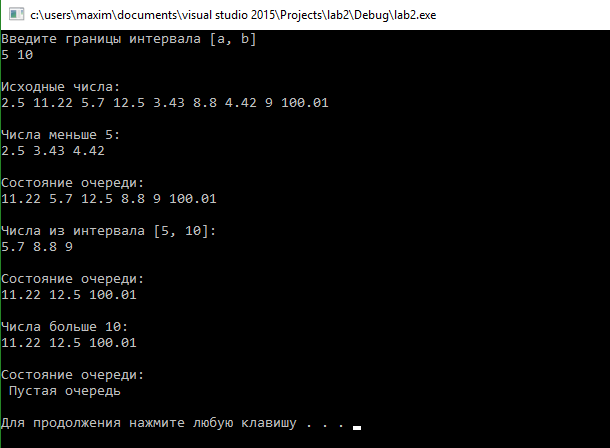 c:\users\maxim\documents\visual studio 2015\Projects\lab2\Debug\lab2.exe
Введите границы интервала [a, b]
5 10
Исходные числа:
2.5 11.22 5.7 12.5 3.43 8.8 4.42 9 100.01
Числа меньше 5:
2.5 3.43 4.42
Состояние очереди:
11.22 5.7 12.5 8.8 9 100.01
Числа из интервала [5, 10]:
5.7 8.8 9
Состояние очереди:
11.22 12.5 100.01
Числа больше 10:
11.22 12.5 100.01
Состояние очереди:
Пустая очередь
Для продолжения нажмите любую клавишу . . .